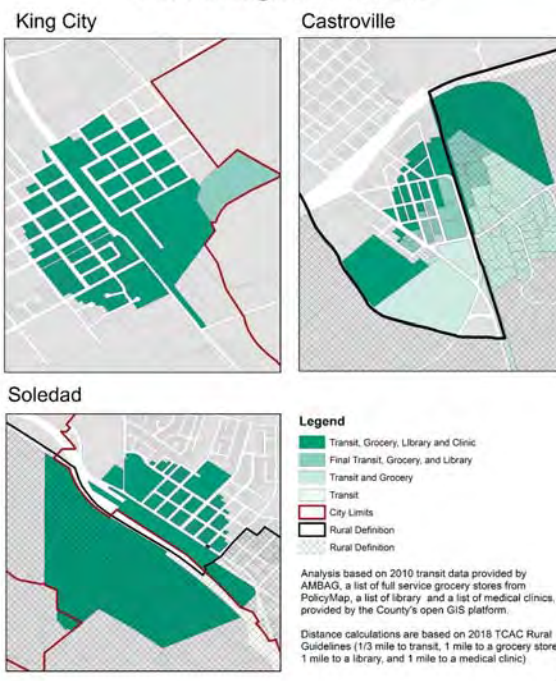 King City
Castroville
Soledad
Legend
Transit, Grocery, Library and Clinic
Final Transit, Grocery, and Library
Transit and Grocery
Transit
City Limits
Rural Definition
Rural Definition
Analysis based on 2010 transit data provided by
AMBAG, a list of full service grocery stores from
PolicyMap, a list of library and a list of medical clinics,
provided by the County's open GIS platform.
Distance calculations are based on 2018 TCAC Rural
Guidelines (1/3 mile to transit, 1 mile to a grocery store
1 mile to a library, and 1 mile to a medical clinic)